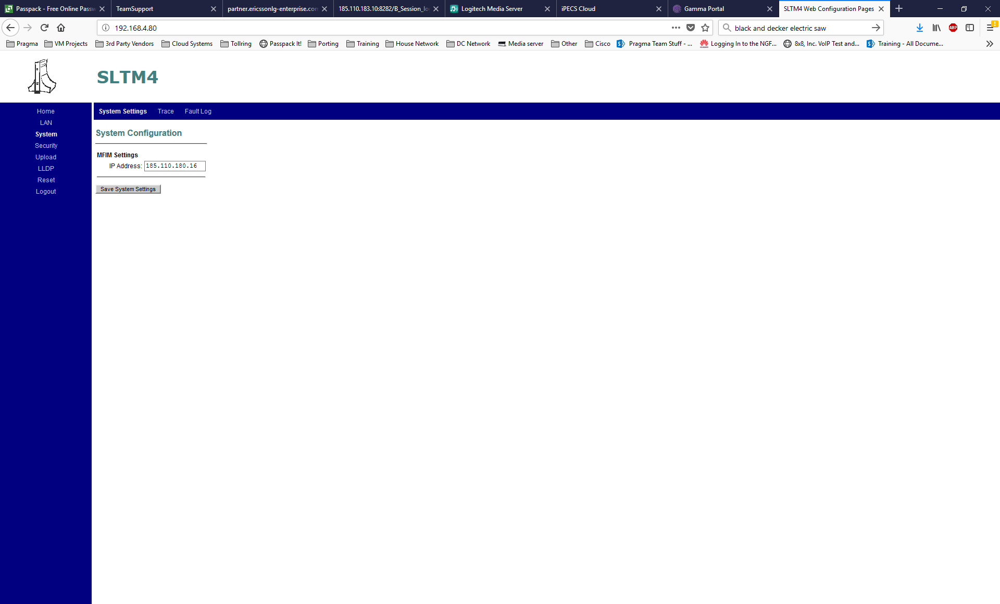 Passpack - Free Online Passw
TeamSupport
partner.ericssonlg-enterprise.com
185.110.183.10:8282/B_Session_lo
Logitech Media Server
iPECS Cloud
Gamma Portal
SLTM4 Web Configuration Pages
192.168.4.80
black and decker electric saw
ABP
Pragma
VM Projects
3rd Party Vendors
Cloud Systems
Tollring
Passpack It!
Porting
Training
House Network
DC Network
Media server
Other
Cisco
Pragma Team Stuff - ...
Logging In to the NGF...
8x8, Inc. VoIP Test and...
Training - All Docume...
SLTM4
Home
LAN
System
Security
Upload
LLDP
Reset
Logout
System Settings
Trace
Fault Log
System Configuration
MFIM Settings
IP Address: 185.110.180.16
Save System Settings